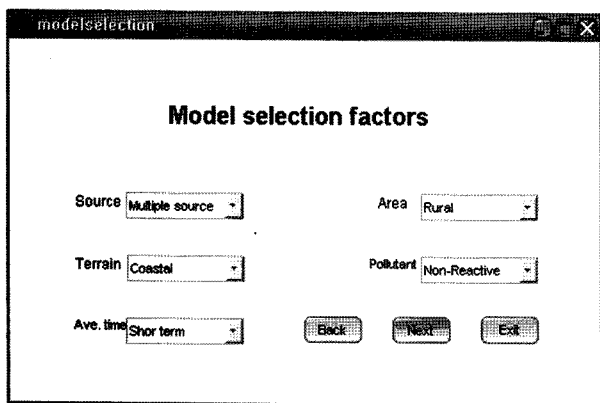 modelselection
Model selection factors
Source Multiple source
Area Rural
Terrain Coastal
Pollutant Non-Reactive
Ave. time Shor term
Back Next Exit